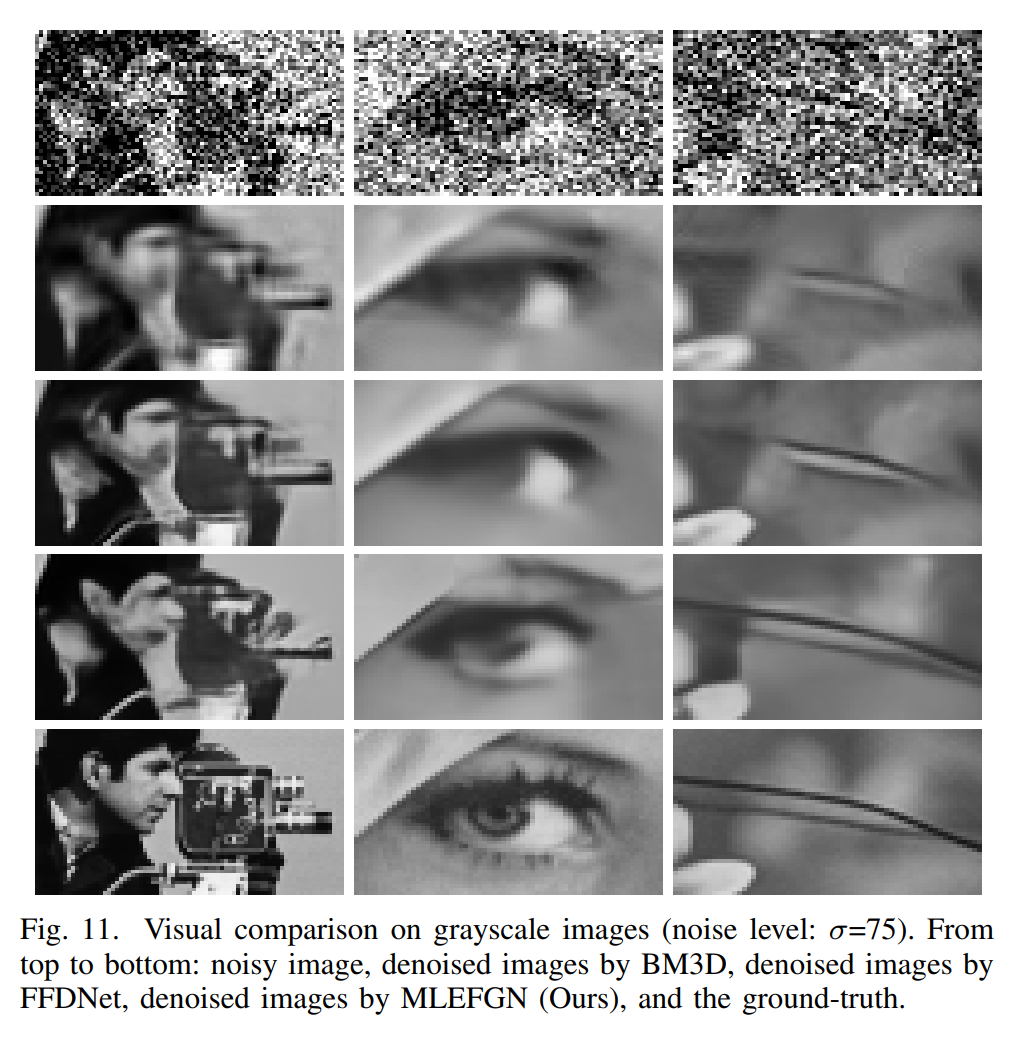 Fig. 11. Visual comparison on grayscale images (noise level: σ=75). From
top to bottom: noisy image, denoised images by BM3D, denoised images by
FFDNet, denoised images by MLEFGN (Ours), and the ground-truth.